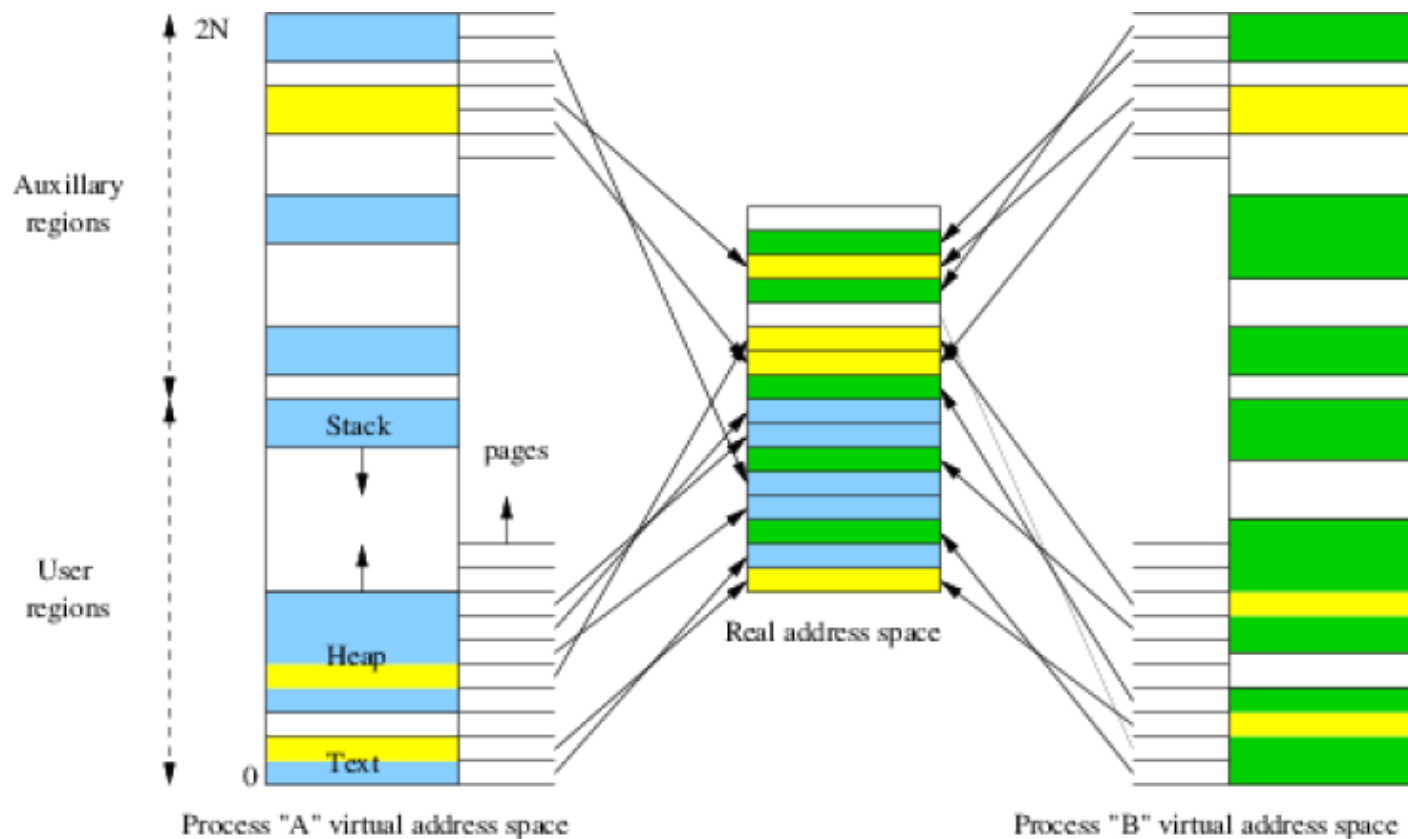 2N
Auxillary
regions
Stack
pages
User
regions
Heap
Real address space
Text
0
Process "A" virtual address space
Process "B" virtual address space